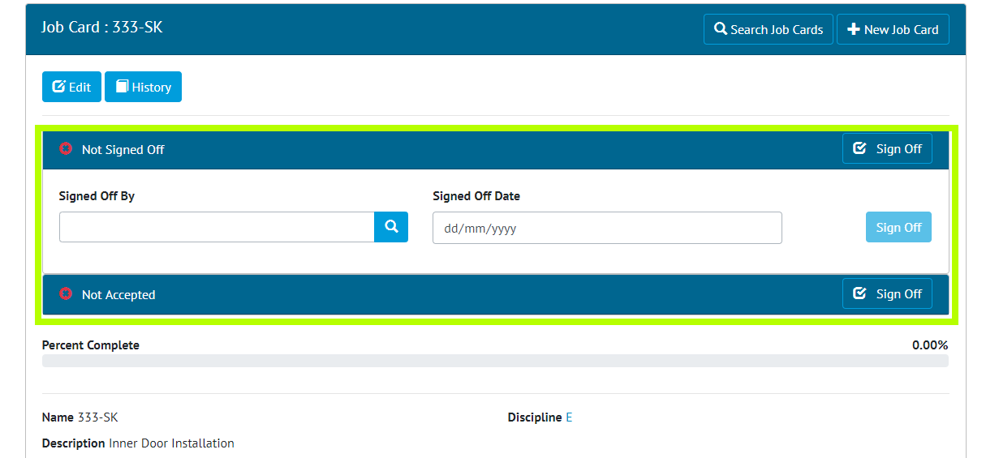 Job Card : 333-SK
Search Job Cards
New Job Card
Edit
History
Not Signed Off
Sign Off
Signed Off By
Signed Off Date
dd/mm/yyyy
Sign Off
Not Accepted
Sign Off
Percent Complete
0.00%
Name 333-SK
Discipline E
Description Inner Door Installation